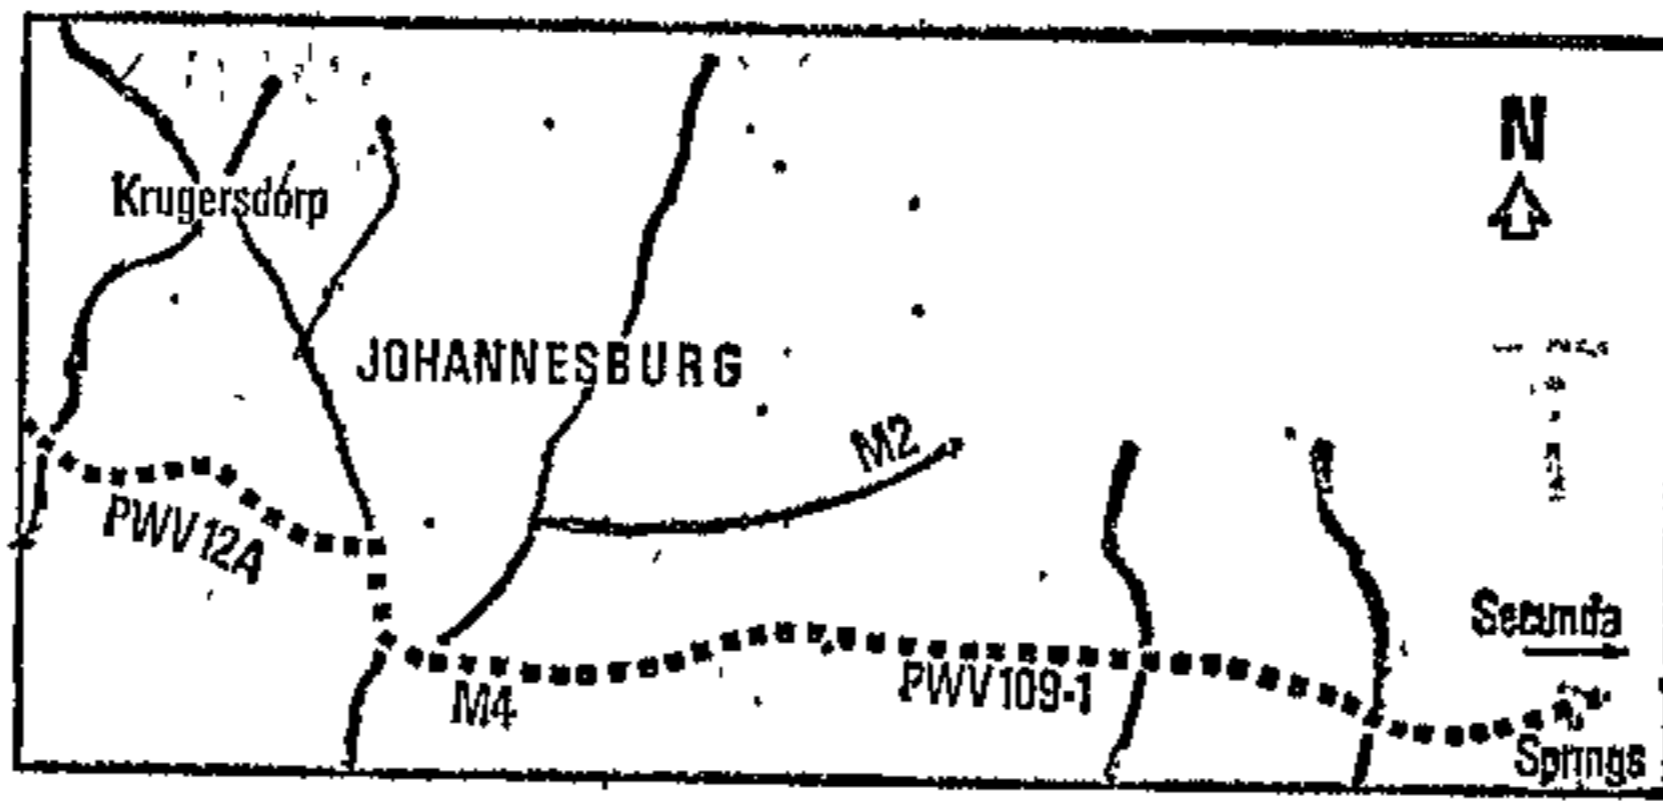 N
Krugersdorp
JOHANNESBURG
M2
PWV12A
Secunda
M4
PWV109-1
Springs